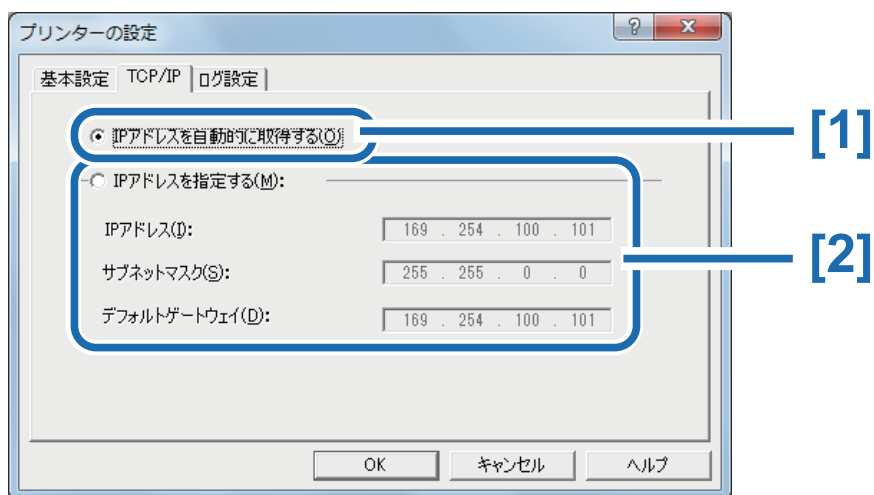 プリンターの設定
?
X
基本設定 TCP/IP ログ設定
IPアドレスを自動的に取得する(O)
[1]
IPアドレスを指定する(M):
IPアドレス(I): 169 . 254 . 100 . 101
サブネットマスク(S): 255 . 255 . 0 . 0
[2]
デフォルトゲートウェイ(D): 169 . 254 . 100 . 101
OK キャンセル ヘルプ